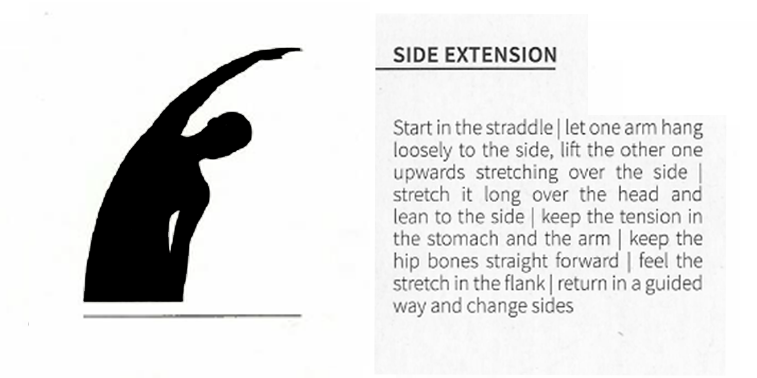 SIDE EXTENSION
Start in the straddle | let one arm hang
loosely to the side, lift the other one
upwards stretching over the side |
stretch it long over the head and
lean to the side | keep the tension in
the stomach and the arm | keep the
hip bones straight forward | feel the
stretch in the flank | return in a guided
way and change sides